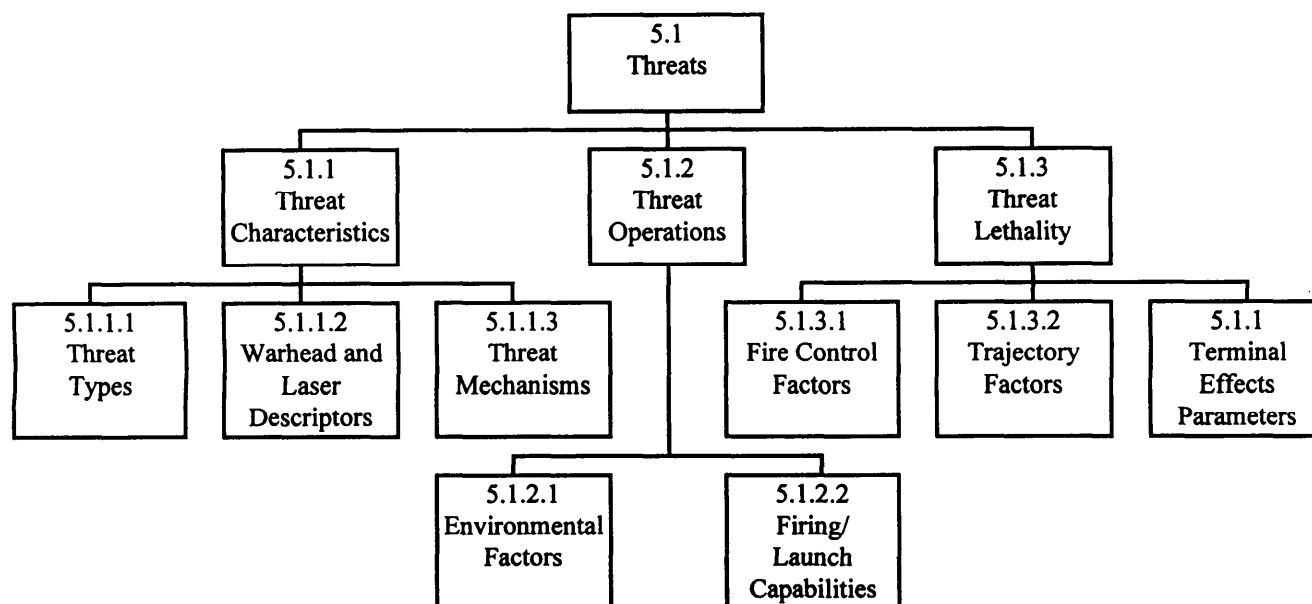 5.1
Threats
5.1.1
Threat
Characteristics
5.1.2
Threat
Operations
5.1.3
Threat
Lethality
5.1.1.1
Threat
Types
5.1.1.2
Warhead and
Laser
Descriptors
5.1.1.3
Threat
Mechanisms
5.1.3.1
Fire Control
Factors
5.1.3.2
Trajectory
Factors
5.1.1
Terminal
Effects
Parameters
5.1.2.1
Environmental
Factors
5.1.2.2
Firing/
Launch
Capabilities